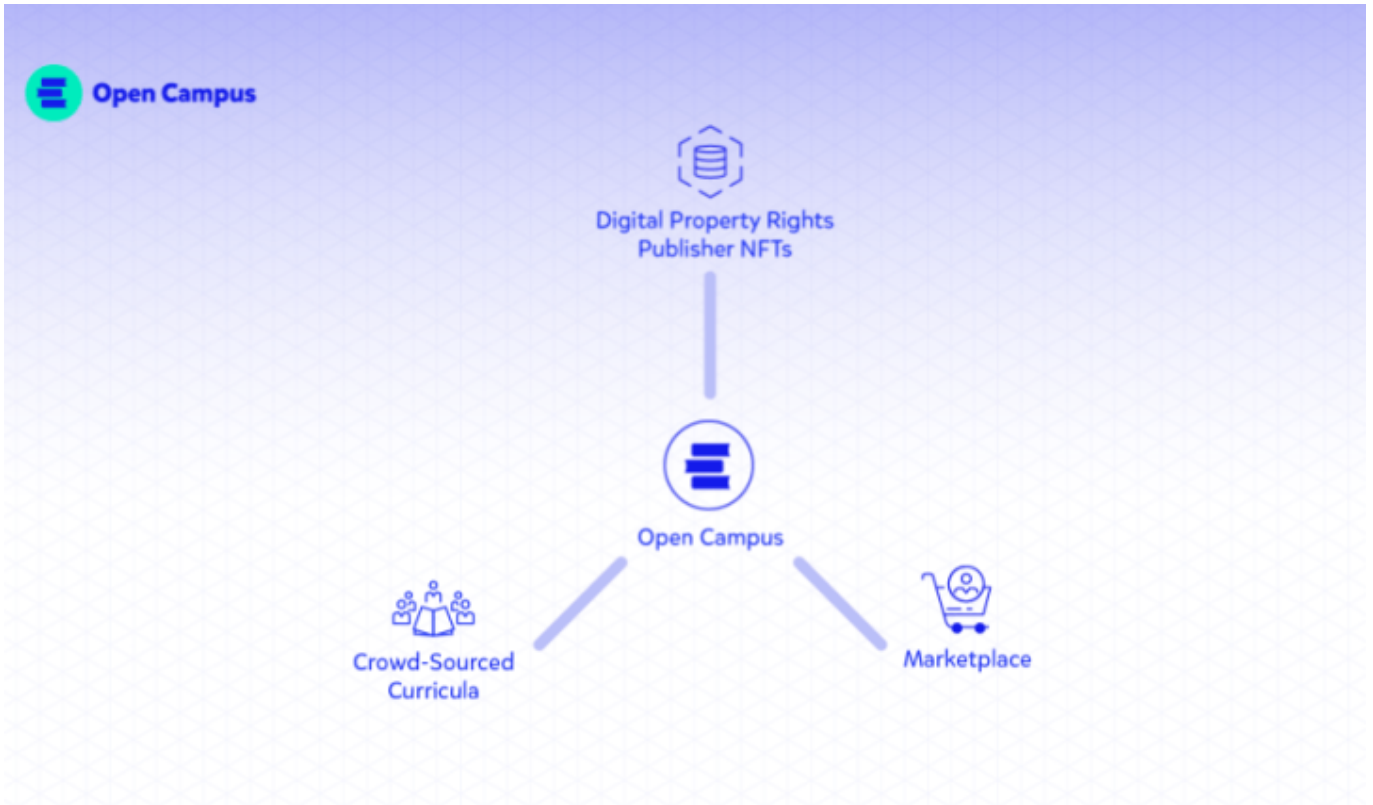 Open Campus
Digital Property Rights
Publisher NFTs
Open Campus
Crowd-Sourced
Curricula
Marketplace